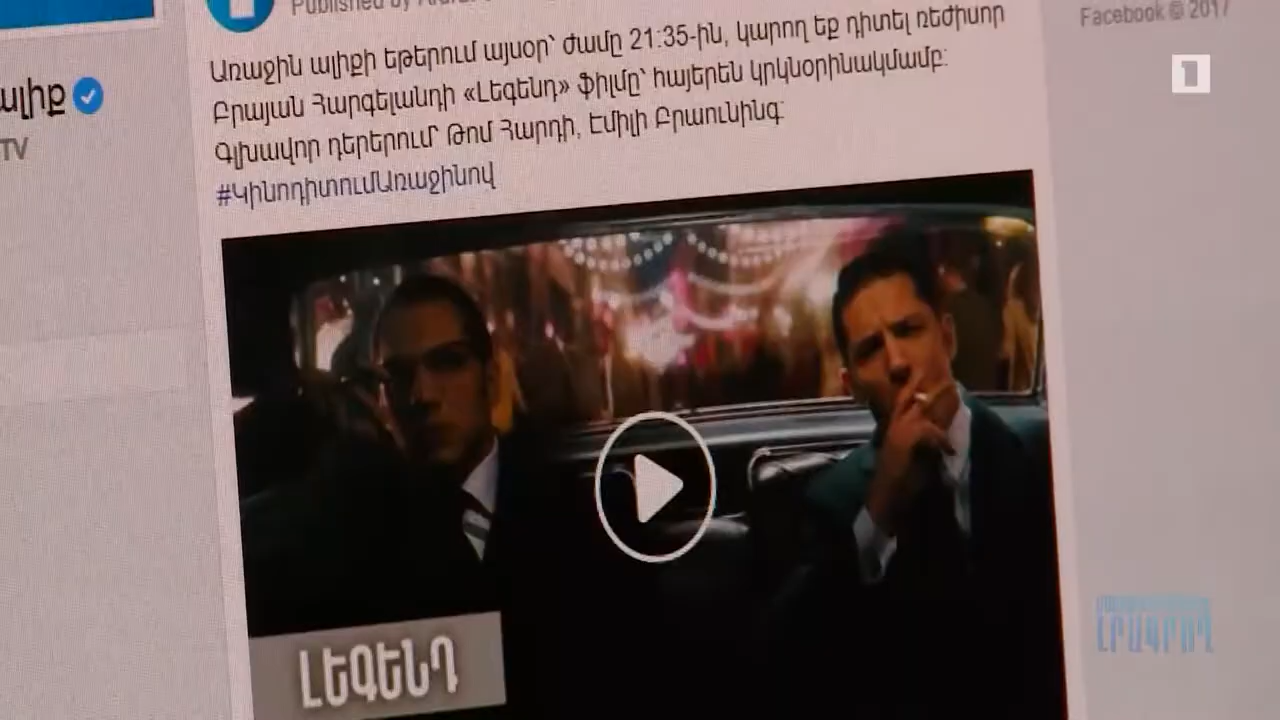 Published by
Facebook © 2017
ալիք
TV
Առաջին ալիքի եթերում այսօր՝ ժամը 21:35-ին, կարող եք դիտել ռեժիսոր
Բրայան Հարգելանդի «Լեգենդ» ֆիլմը՝ հայերեն կրկնօրինակմամբ:
Գլխավոր դերերում՝ Թոմ Հարդի, Էմիլի Բրաունինգ:
#ԿինոդիտումԱռաջինով
1
ԼԵԳԵՆԴ
ԼՐԱԳՐՈՂ